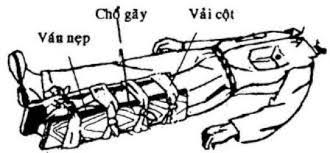 Chỗ gãy
Vải cột
Ván nẹp